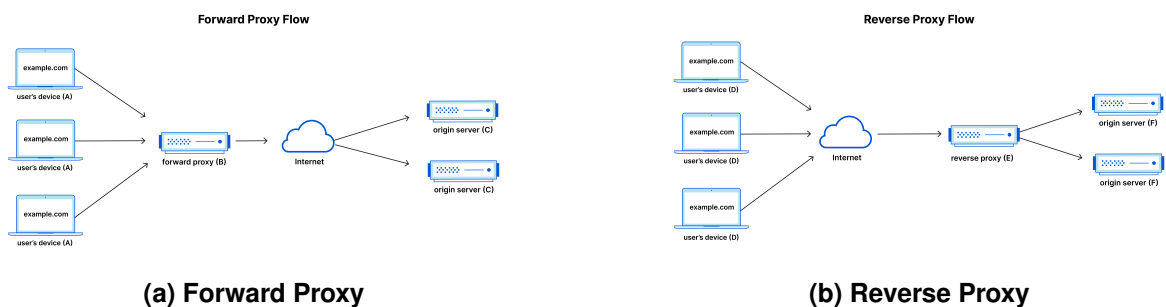 Forward Proxy Flow
example.com
user's device (A)
example.com
user's device (A)
example.com
user's device (A)
forward proxy (B)
Internet
origin server (C)
origin server (C)
(a) Forward Proxy
Reverse Proxy Flow
example.com
user's device (D)
example.com
user's device (D)
example.com
user's device (D)
Internet
reverse proxy (E)
origin server (F)
origin server (F)
(b) Reverse Proxy